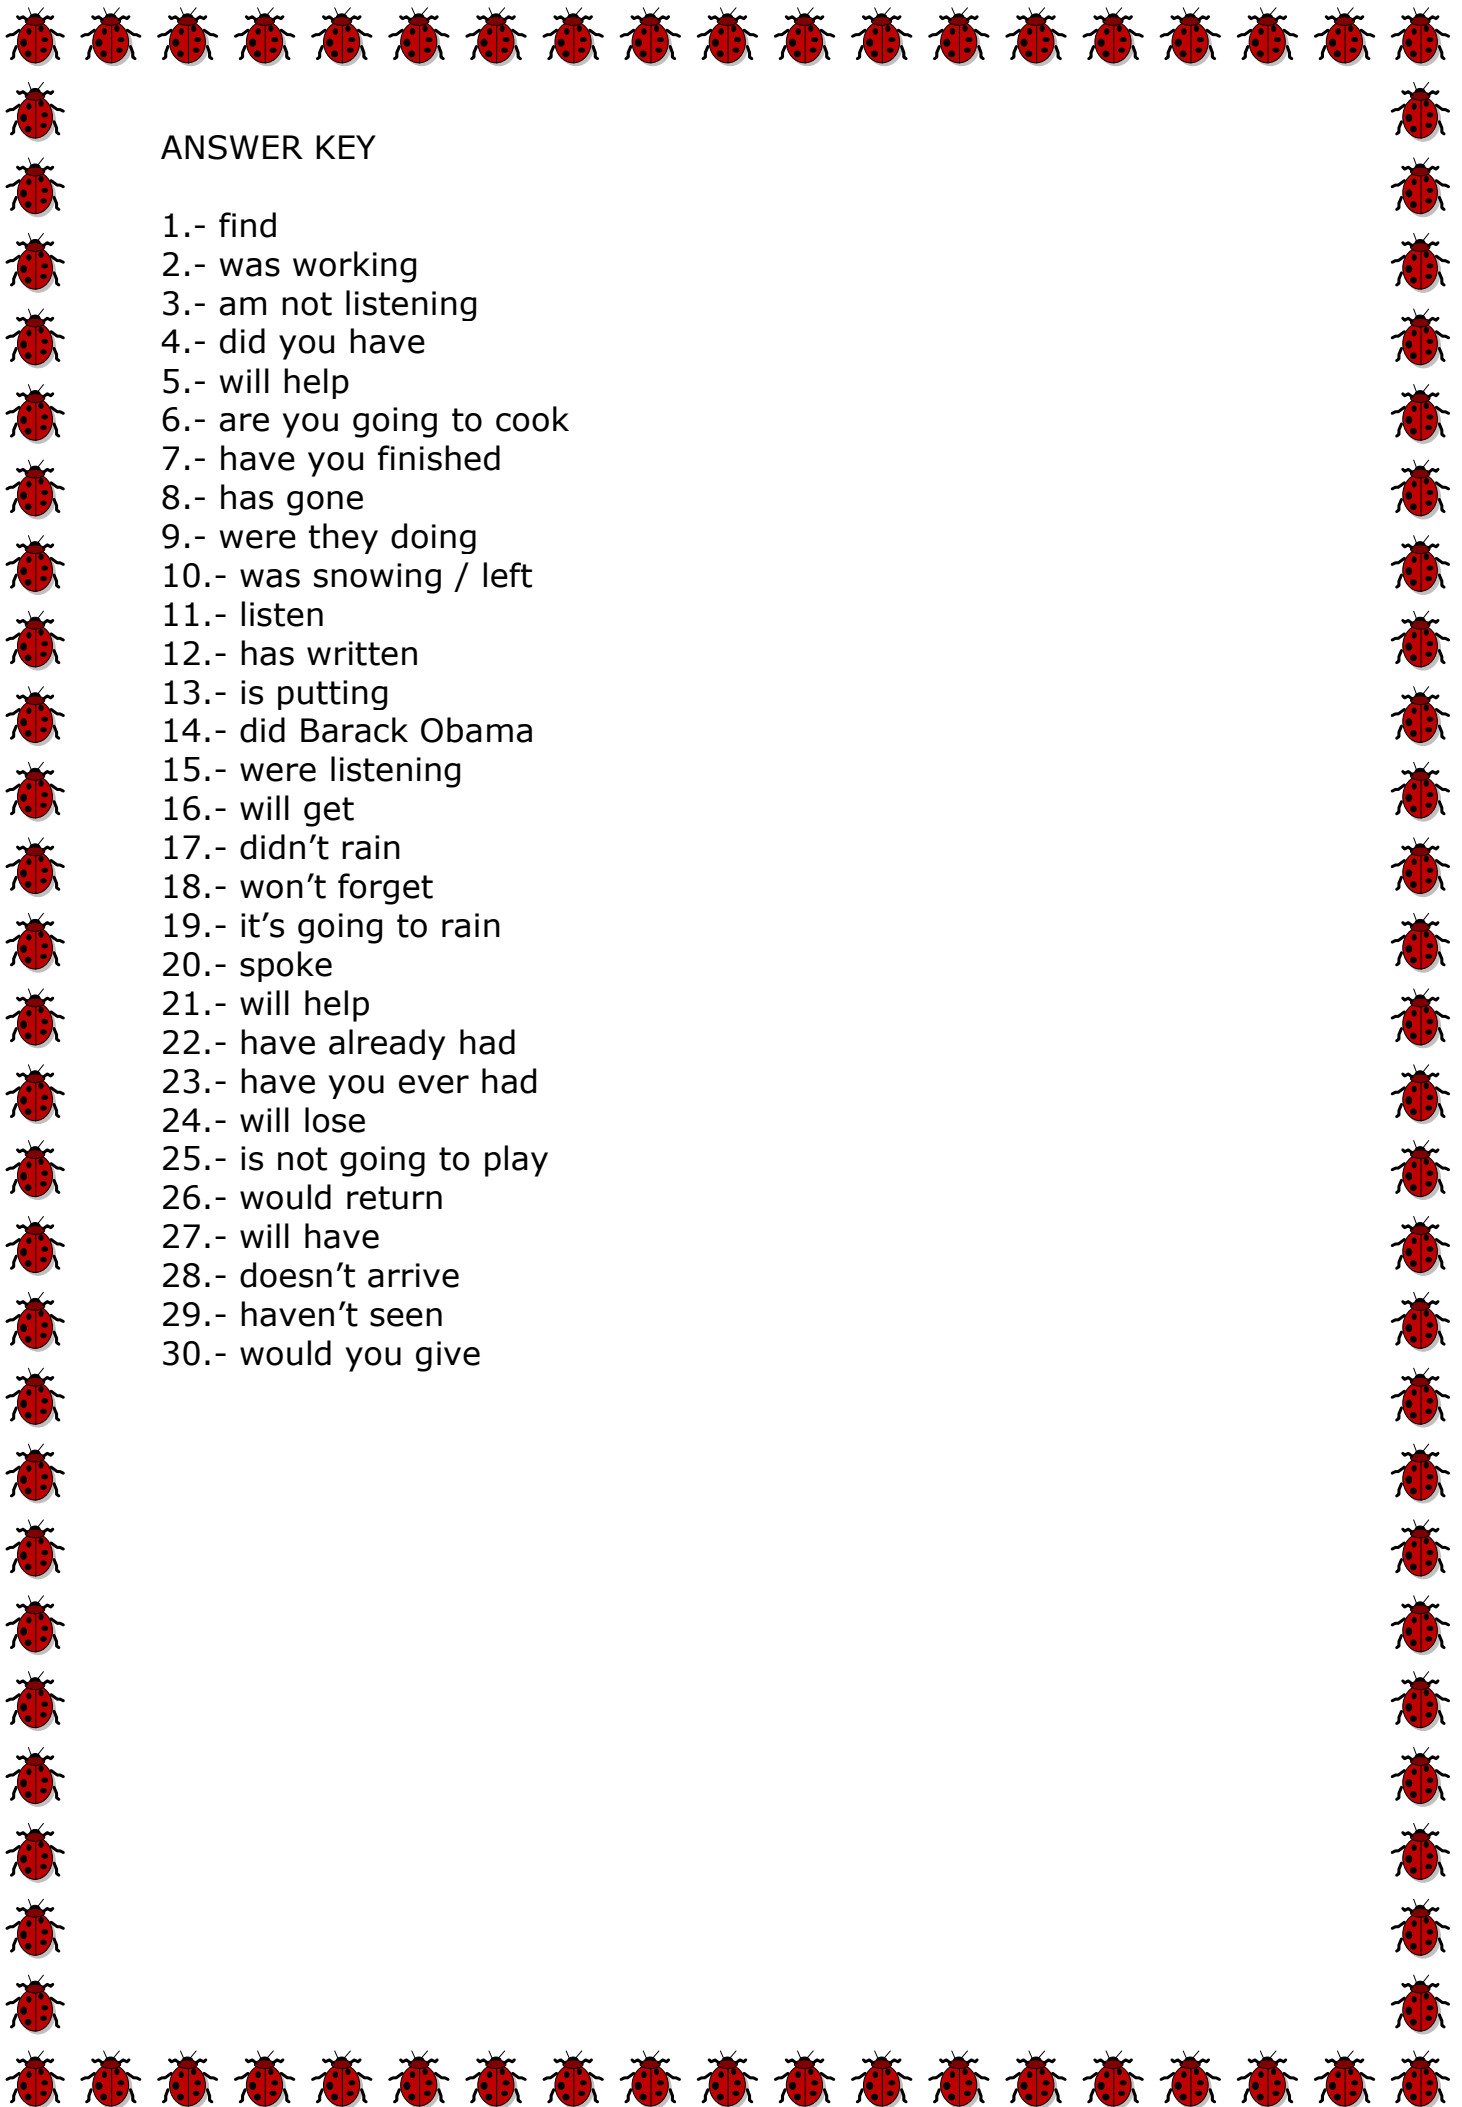 ANSWER KEY
1.- find
2.- was working
3.- am not listening
4.- did you have
5.- will help
6.- are you going to cook
7.- have you finished
8.- has gone
9.- were they doing
10.- was snowing / left
11.- listen
12.- has written
13.- is putting
14.- did Barack Obama
15.- were listening
16.- will get
17.- didn’t rain
18.- won’t forget
19.- it’s going to rain
20.- spoke
21.- will help
22.- have already had
23.- have you ever had
24.- will lose
25.- is not going to play
26.- would return
27.- will have
28.- doesn’t arrive
29.- haven’t seen
30.- would you give